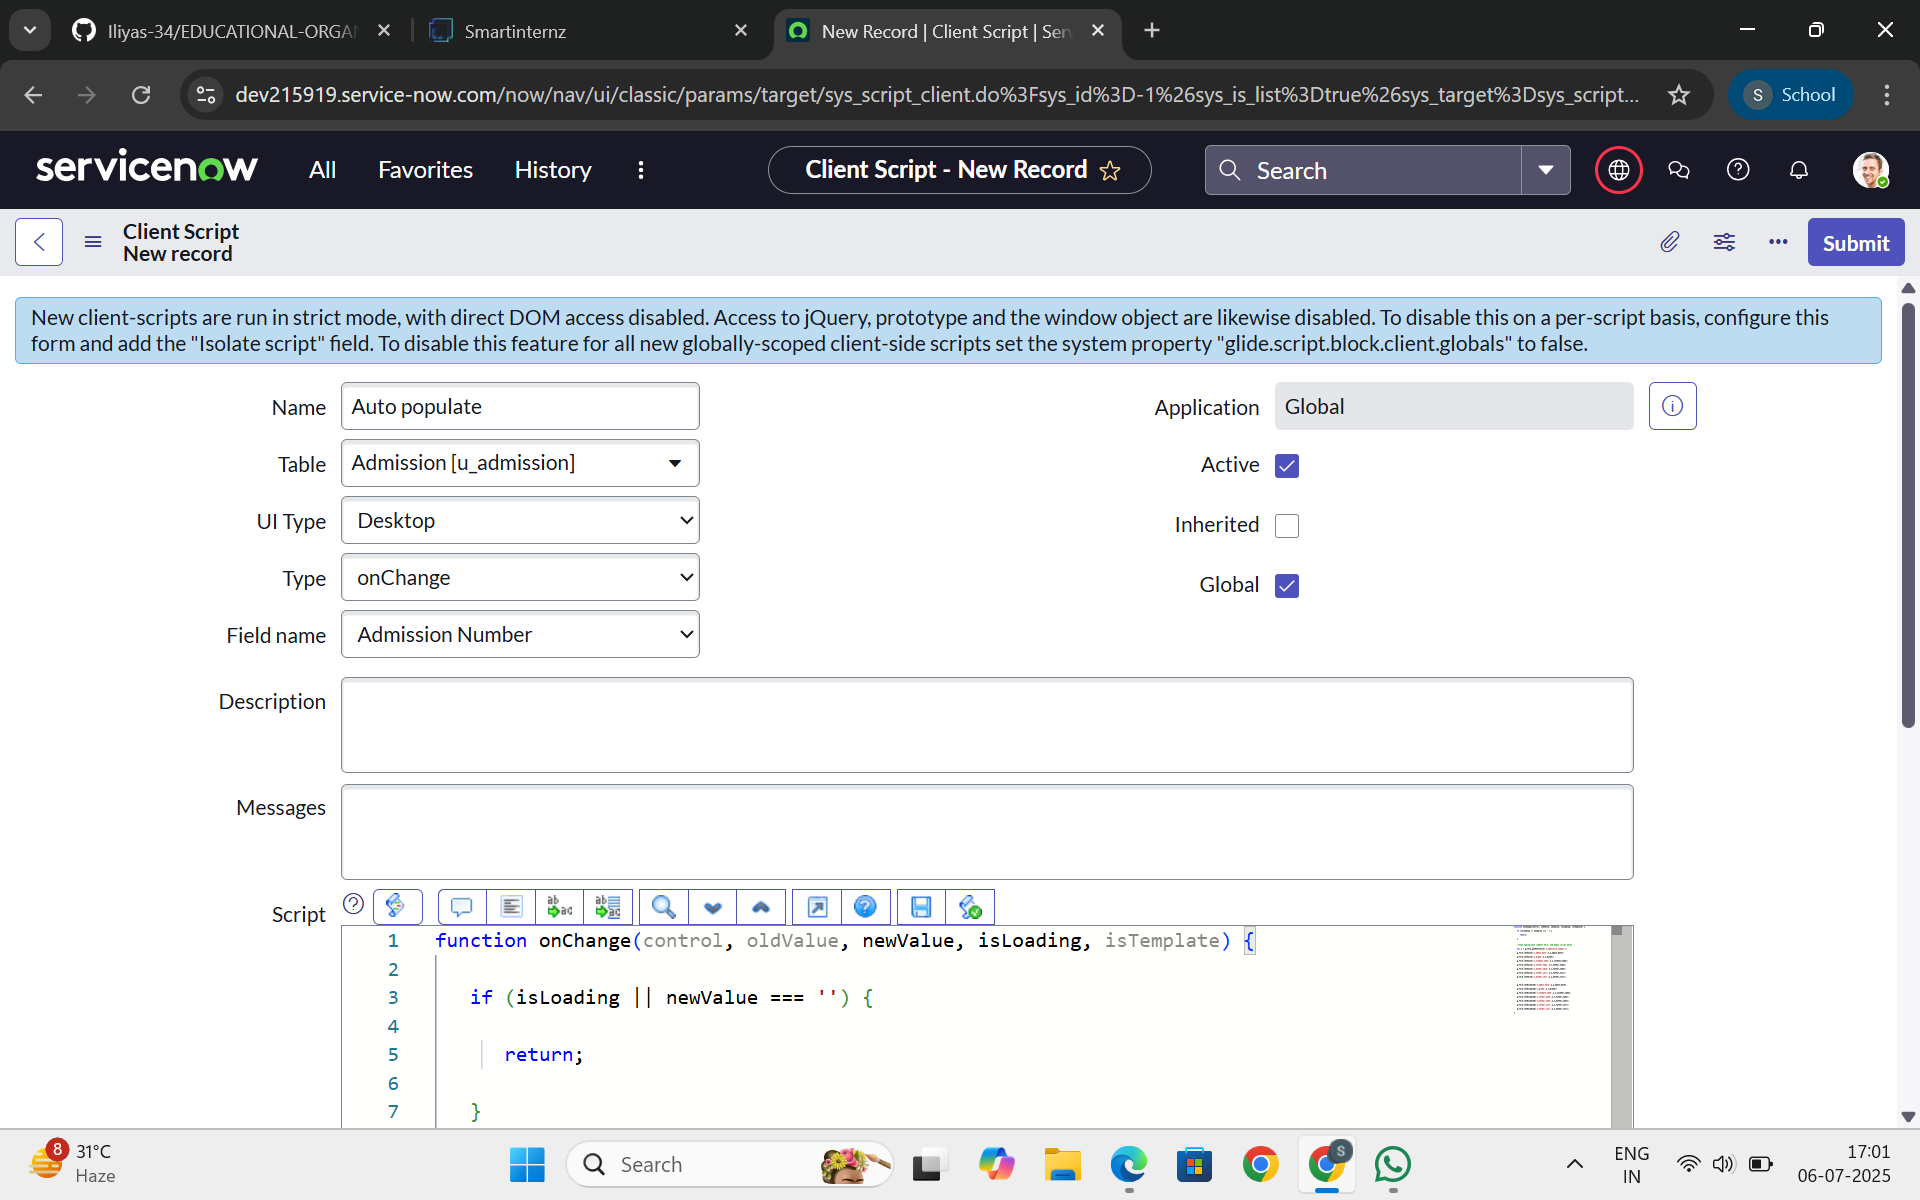 Iliyas-34/EDUCATIONAL-ORGAN
Smartinternz
New Record | Client Script | Serv
dev215919.service-now.com/now/nav/ui/classic/params/target/sys_script_client.do%3Fsys_id%3D-1%26sys_is_list%3Dtrue%26sys_target%3Dsys_script...
S School
servicenow
All
Favorites
History
Client Script - New Record
Search
Client Script
New record
Submit
New client-scripts are run in strict mode, with direct DOM access disabled. Access to jQuery, prototype and the window object are likewise disabled. To disable this on a per-script basis, configure this
form and add the "Isolate script" field. To disable this feature for all new globally-scoped client-side scripts set the system property "glide.script.block.client.globals" to false.
Name Auto populate
Application Global
Table Admission [u_admission]
Active
UI Type Desktop
Inherited
Type onChange
Global
Field name Admission Number
Description
Messages
Script
1 function onChange(control, oldValue, newValue, isLoading, isTemplate) {
2
3 if (isLoading || newValue === '') {
4
5 return;
6
7 }
8
31°C
Haze
Search
S
ENG
IN
17:01
06-07-2025